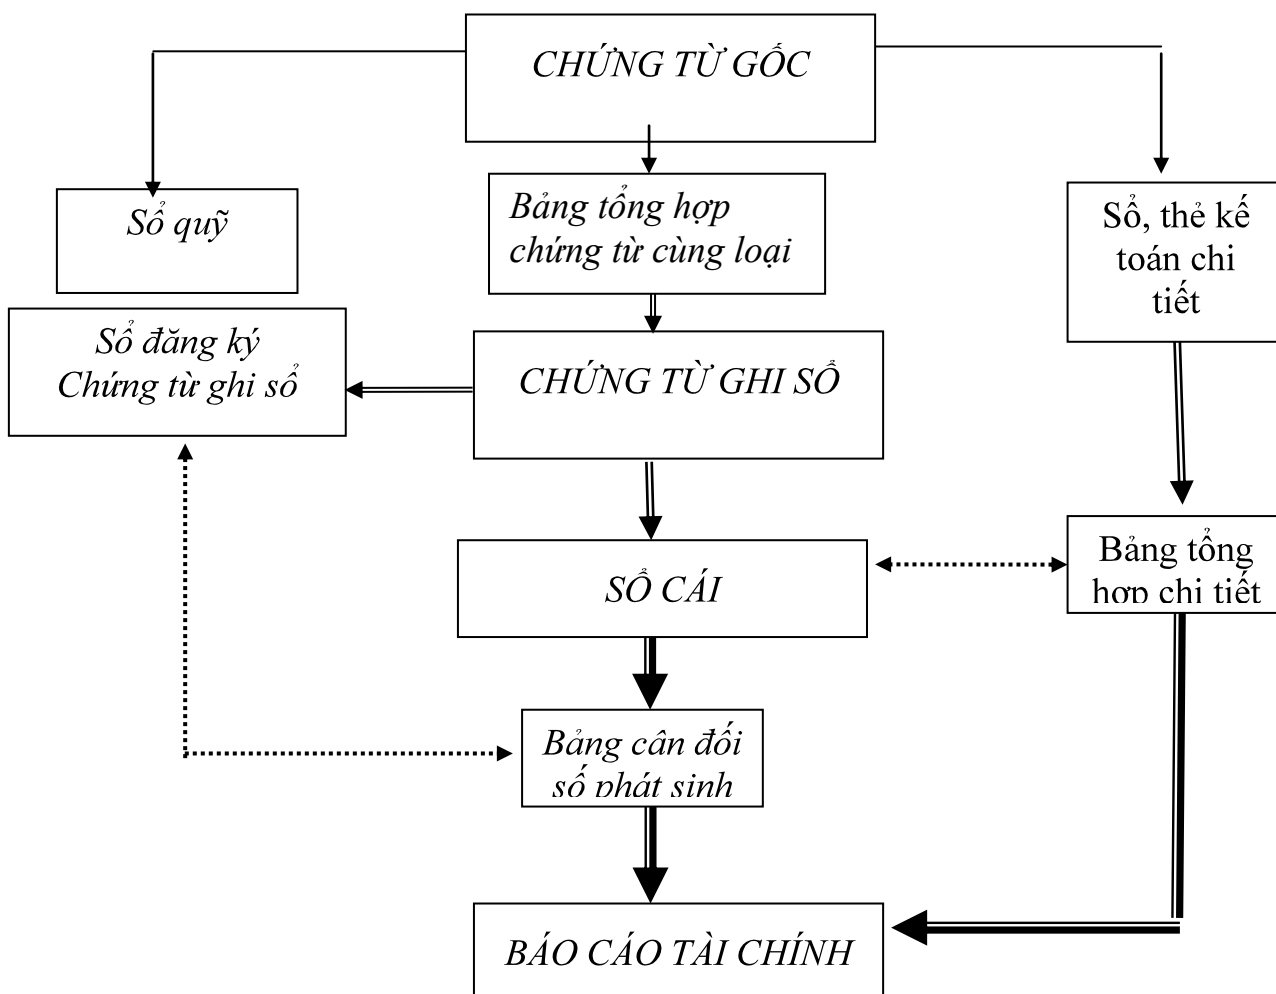 CHỨNG TỪ GỐC
Sổ quỹ
Bảng tổng hợp
chứng từ cùng loại
Sổ, thẻ kế
toán chi
tiết
Sổ đăng ký
Chứng từ ghi sổ
CHỨNG TỪ GHI SỔ
SỔ CÁI
Bảng tổng
hợp chi tiết
Bảng cân đối
số phát sinh
BÁO CÁO TÀI CHÍNH